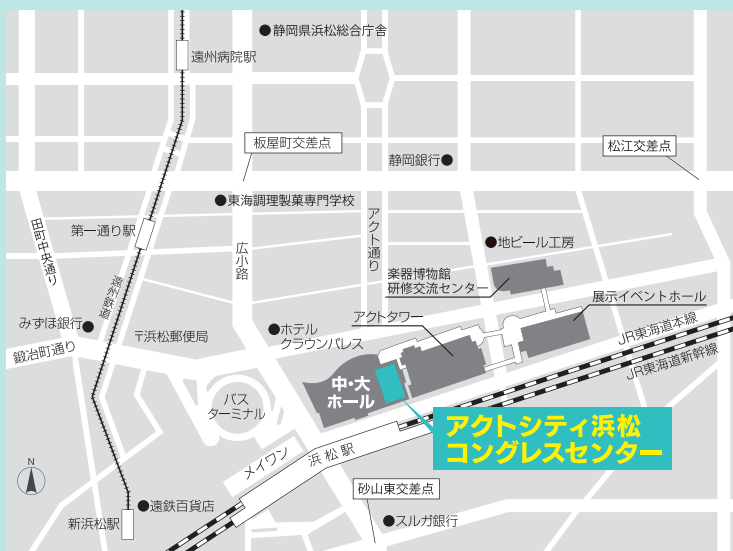 静岡県浜松総合庁舎
遠州病院駅
板屋町交差点
静岡銀行
松江交差点
東海調理製菓専門学校
田町中央通り
第一通り駅
広小路
アクト通り
地ビール工房
遠州鉄道
楽器博物館
研修交流センター
展示イベントホール
みずほ銀行
〒浜松郵便局
ホテル
クラウンパレス
アクトタワー
JR東海道本線
鍛冶町通り
JR東海道新幹線
バス
ターミナル
中・大
ホール
アクトシティ浜松
コングレスセンター
メイワン
浜松駅
N
砂山東交差点
遠鉄百貨店
新浜松駅
スルガ銀行